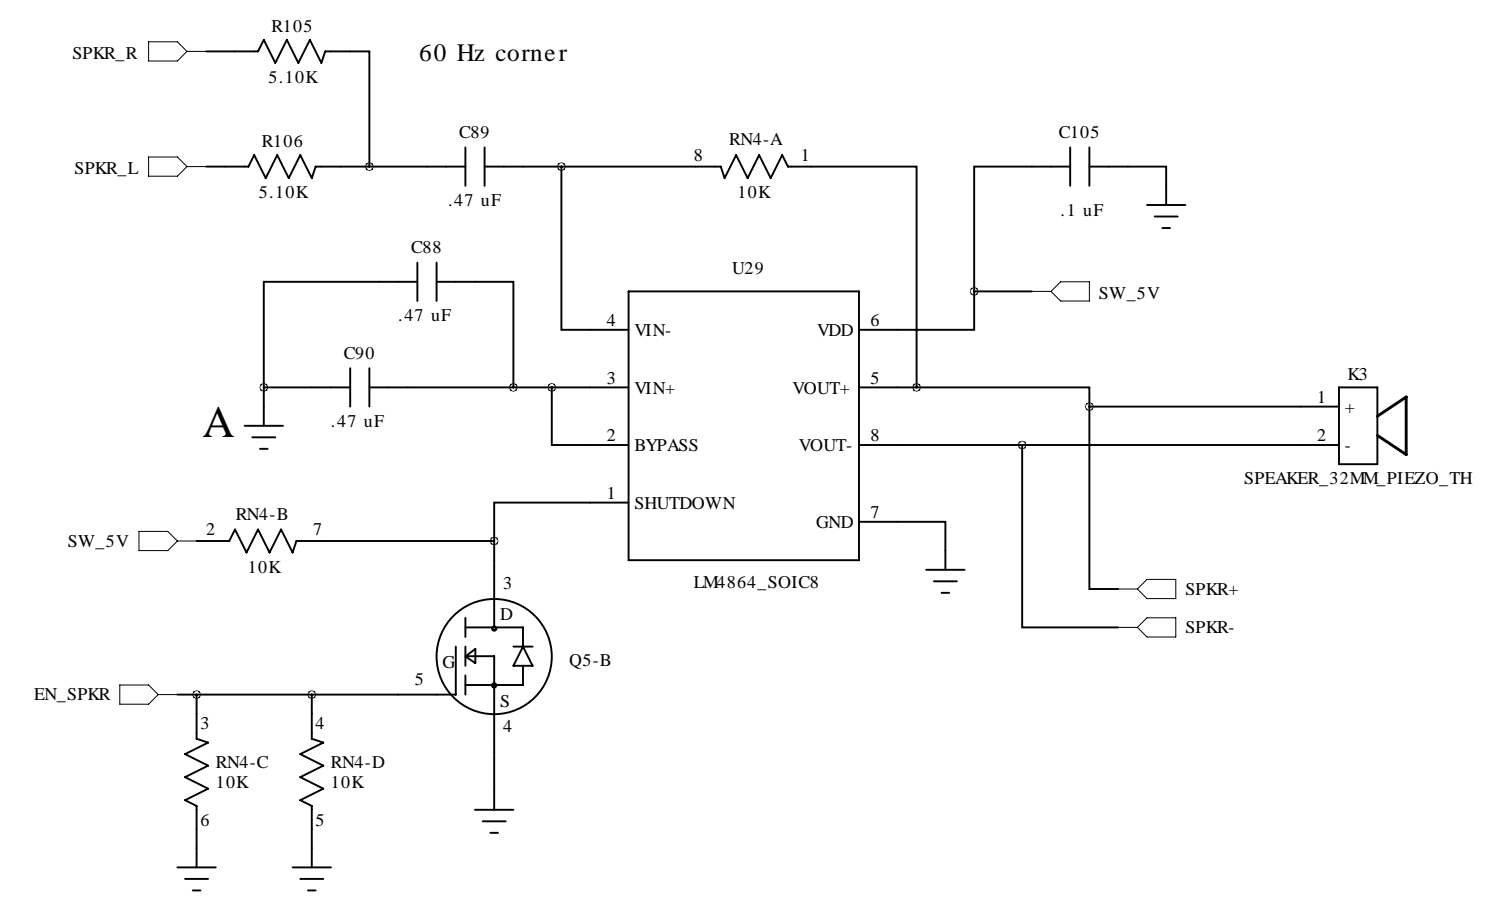 R105
SPKR_R
5.10K
60 Hz corner
R106
SPKR_L
5.10K
C89
.47 uF
8
RN4-A
1
10K
C105
.1 uF
C88
.47 uF
C90
.47 uF
A
U29
SW_5V
4
VIN-
VDD
6
3
VIN+
VOUT+
5
2
BYPASS
VOUT-
8
1
SHUTDOWN
GND
7
LM4864_SOIC8
K3
1
+
2
-
SPEAKER_32MM_PIEZO_TH
SPKR+
SPKR-
SW_5V
2
RN4-B
7
10K
3
D
G
S
Q5-B
5
4
EN_SPKR
3
RN4-C
10K
6
4
RN4-D
10K
5